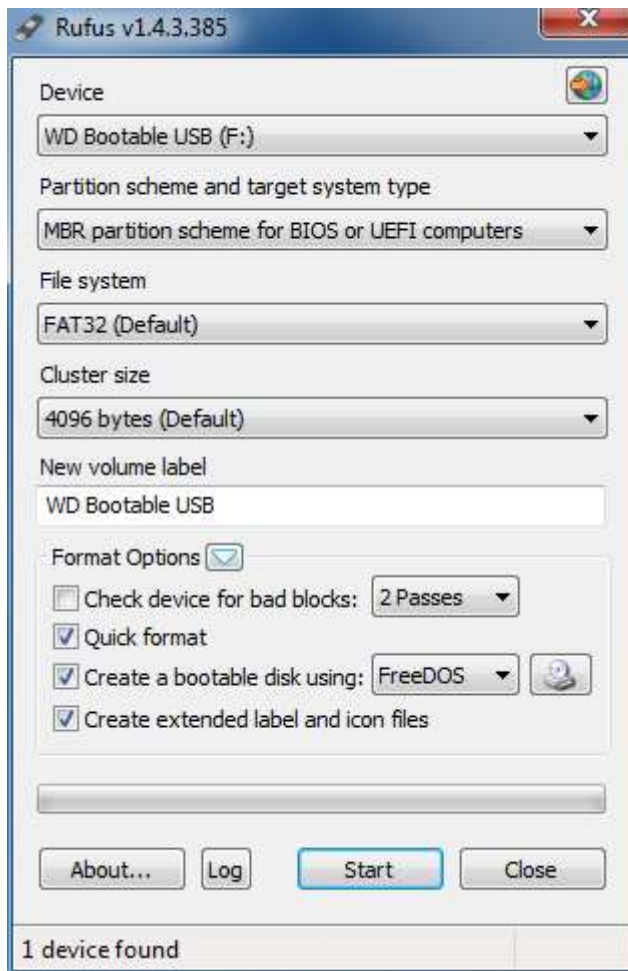 Rufus v1.4.3.385
Device
WD Bootable USB (F:)
Partition scheme and target system type
MBR partition scheme for BIOS or UEFI computers
File system
FAT32 (Default)
Cluster size
4096 bytes (Default)
New volume label
WD Bootable USB
Format Options
Check device for bad blocks: 2 Passes
Quick format
Create a bootable disk using: FreeDOS
Create extended label and icon files
About... Log Start Close
1 device found